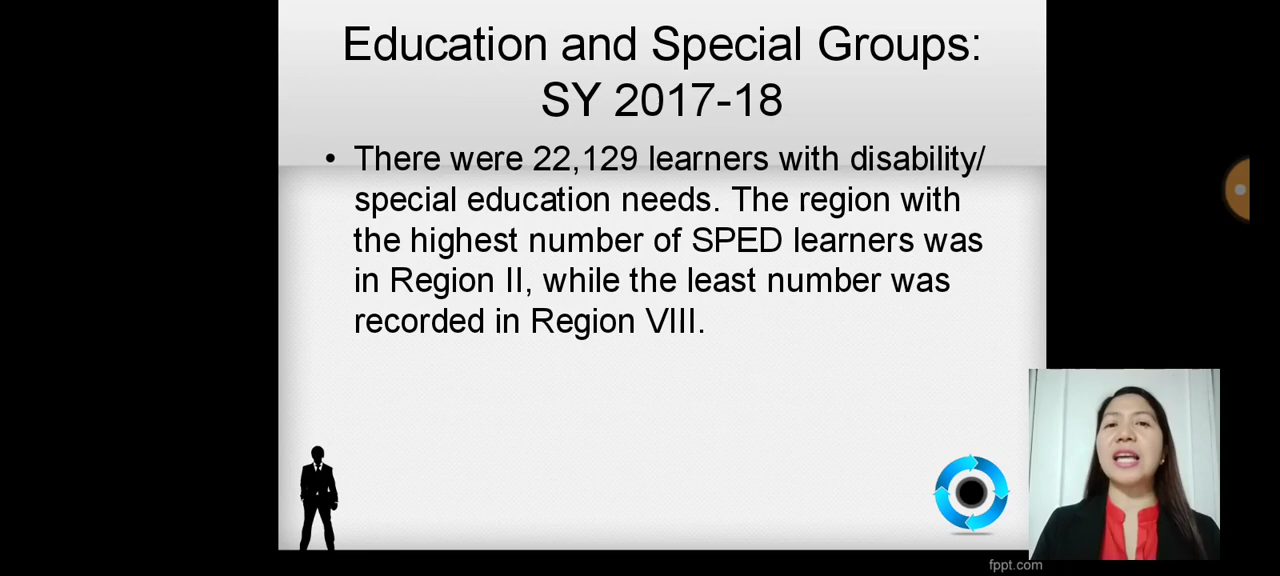 Education and Special Groups:
SY 2017-18
• There were 22,129 learners with disability/
special education needs. The region with
the highest number of SPED learners was
in Region II, while the least number was
recorded in Region VIII.
fppt.com